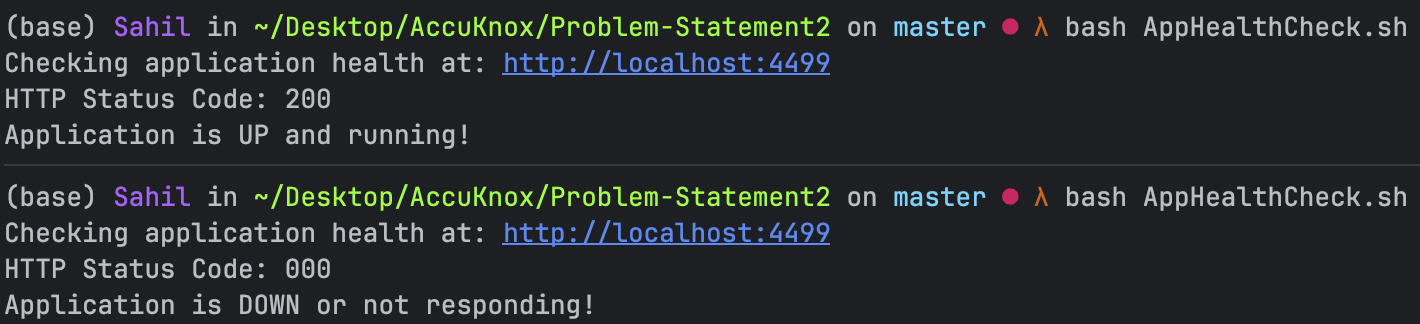 (base) Sahil in ~/Desktop/AccuKnox/Problem-Statement2 on master ● λ bash AppHealthCheck.sh
Checking application health at: http://localhost:4499
HTTP Status Code: 200
Application is UP and running!
(base) Sahil in ~/Desktop/AccuKnox/Problem-Statement2 on master ● λ bash AppHealthCheck.sh
Checking application health at: http://localhost:4499
HTTP Status Code: 000
Application is DOWN or not responding!